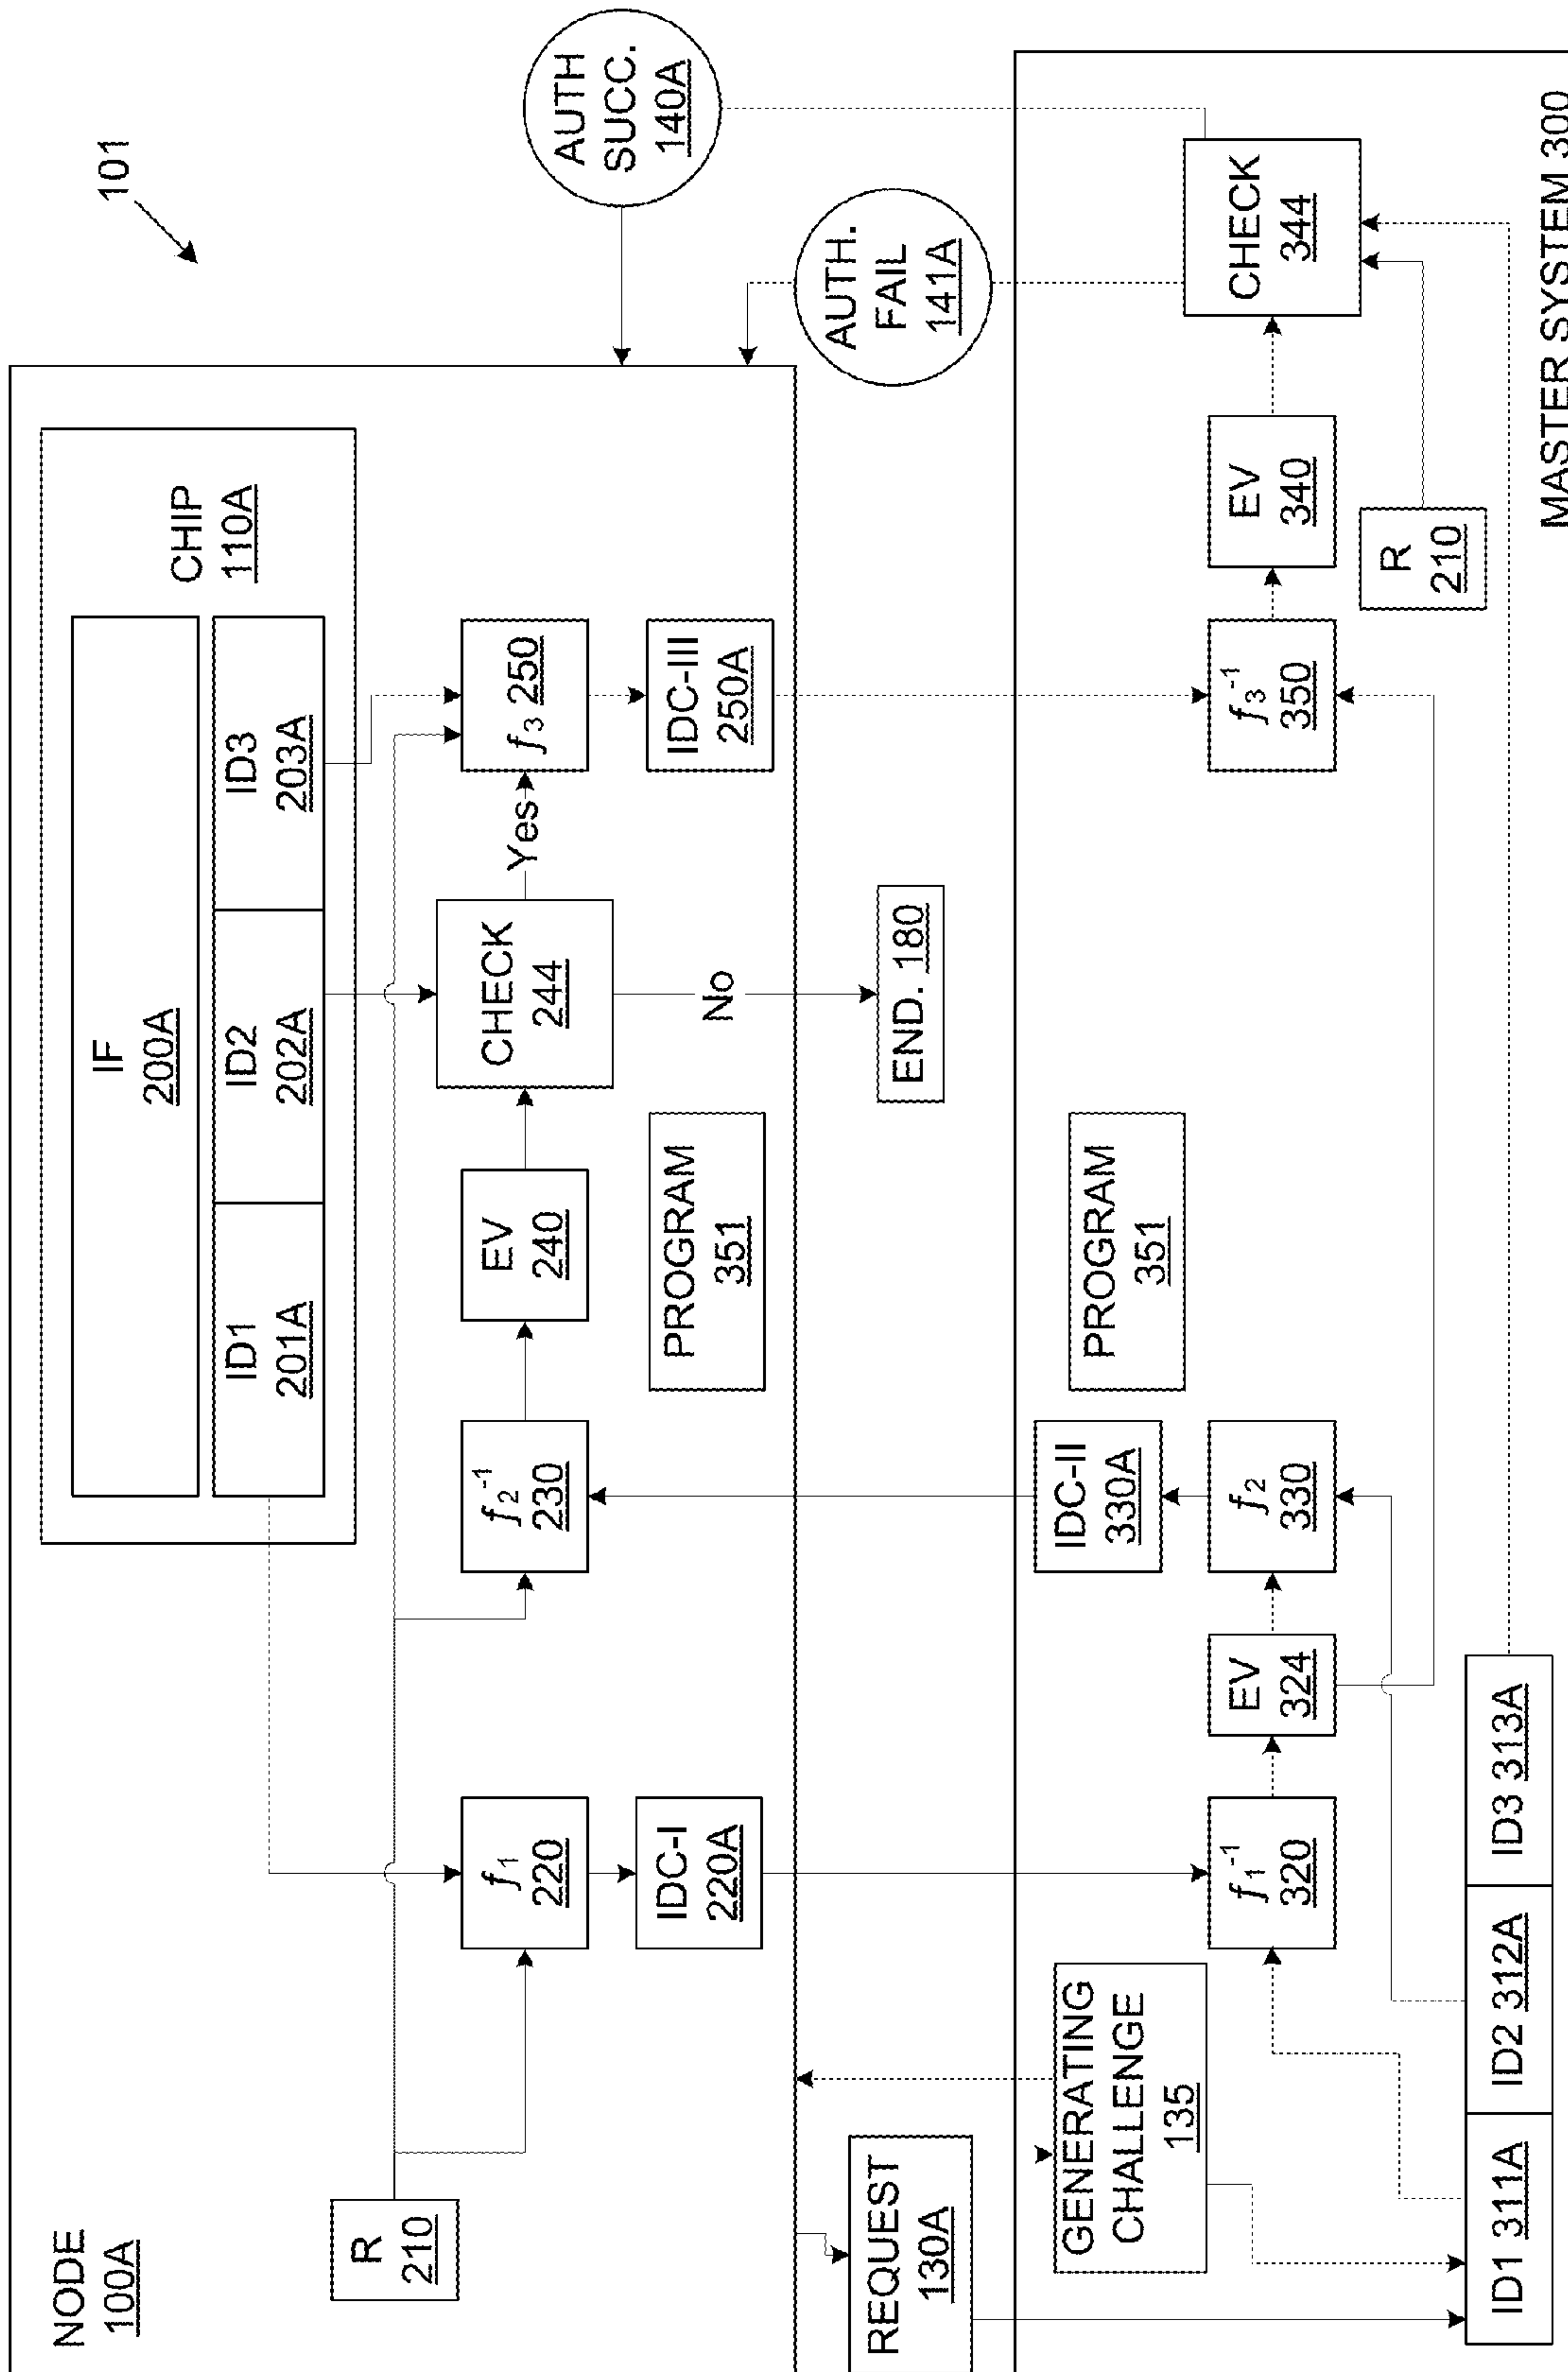 101
NODE
100A
CHIP
110A
IF
200A
ID1
201A
ID2
202A
ID3
203A
R
210
f₁
220
IDC-I
220A
f₂⁻¹
230
EV
240
CHECK
244
Yes
No
f₃ 250
IDC-III
250A
PROGRAM
351
END. 180
AUTH
SUCC.
140A
AUTH.
FAIL
141A
REQUEST
130A
GENERATING
CHALLENGE
135
f₁⁻¹
320
EV
324
f₂
330
IDC-II
330A
PROGRAM
351
f₃⁻¹
350
EV
340
CHECK
344
R
210
ID1 311A
ID2 312A
ID3 313A
MASTER SYSTEM 300